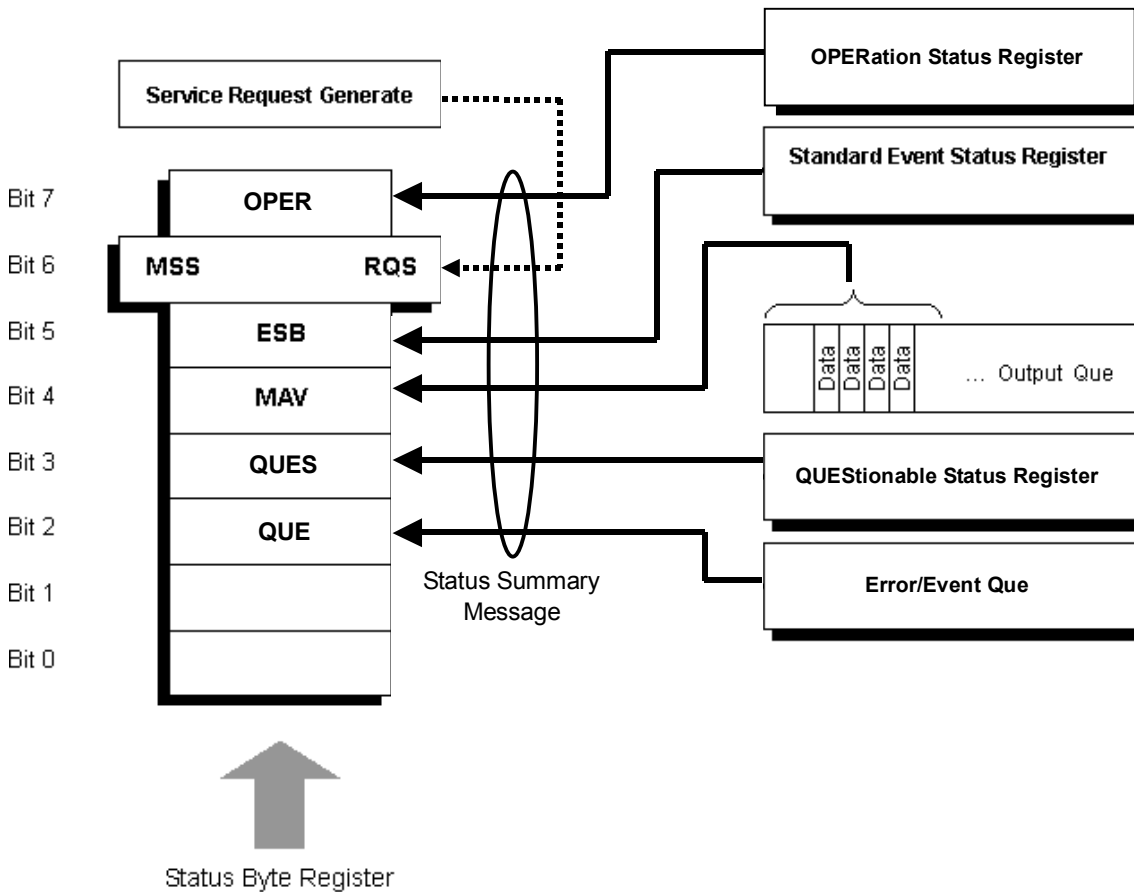 OPERation Status Register
Service Request Generate
Standard Event Status Register
Bit 7
OPER
Bit 6
MSS RQS
Bit 5
ESB
Bit 4
MAV
Data
Data
Data
Data
... Output Que
Bit 3
QUES
QUEStionable Status Register
Bit 2
QUE
Error/Event Que
Status Summary
Message
Bit 1
Bit 0
Status Byte Register